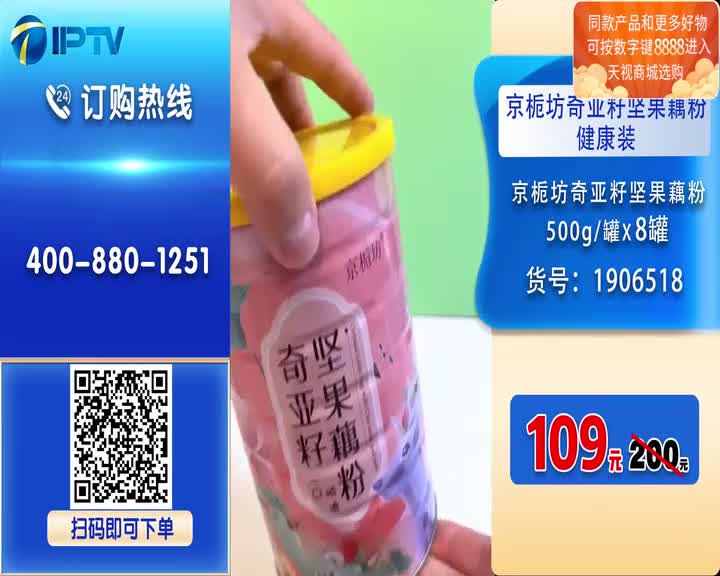 IPTV
24
订购热线
400-880-1251
扫码即可下单
京栀坊
奇亚籽
坚果藕粉
同款产品和更多好物
可按数字键8888进入
天视商城选购
京栀坊奇亚籽坚果藕粉
健康装
京栀坊奇亚籽坚果藕粉
500g/罐x8罐
货号：1906518
109元 200元